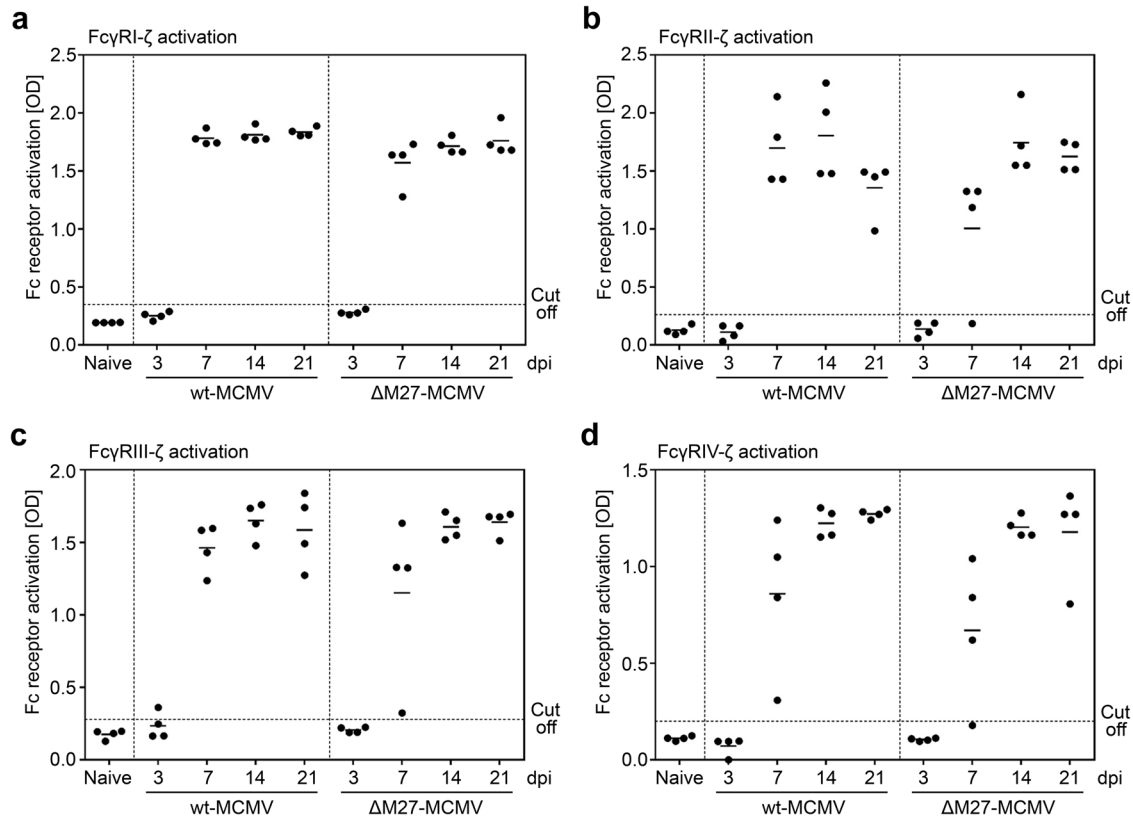 a
FcγRI-ζ activation
Fc receptor activation [OD]
2.5
2.0
1.5
1.0
0.5
0.0
Cut
off
Naive 3 7 14 21 3 7 14 21 dpi
wt-MCMV ΔM27-MCMV
b
FcγRII-ζ activation
Fc receptor activation [OD]
2.5
2.0
1.5
1.0
0.5
0.0
Cut
off
Naive 3 7 14 21 3 7 14 21 dpi
wt-MCMV ΔM27-MCMV
c
FcγRIII-ζ activation
Fc receptor activation [OD]
2.0
1.5
1.0
0.5
0.0
Cut
off
Naive 3 7 14 21 3 7 14 21 dpi
wt-MCMV ΔM27-MCMV
d
FcγRIV-ζ activation
Fc receptor activation [OD]
1.5
1.0
0.5
0.0
Cut
off
Naive 3 7 14 21 3 7 14 21 dpi
wt-MCMV ΔM27-MCMV